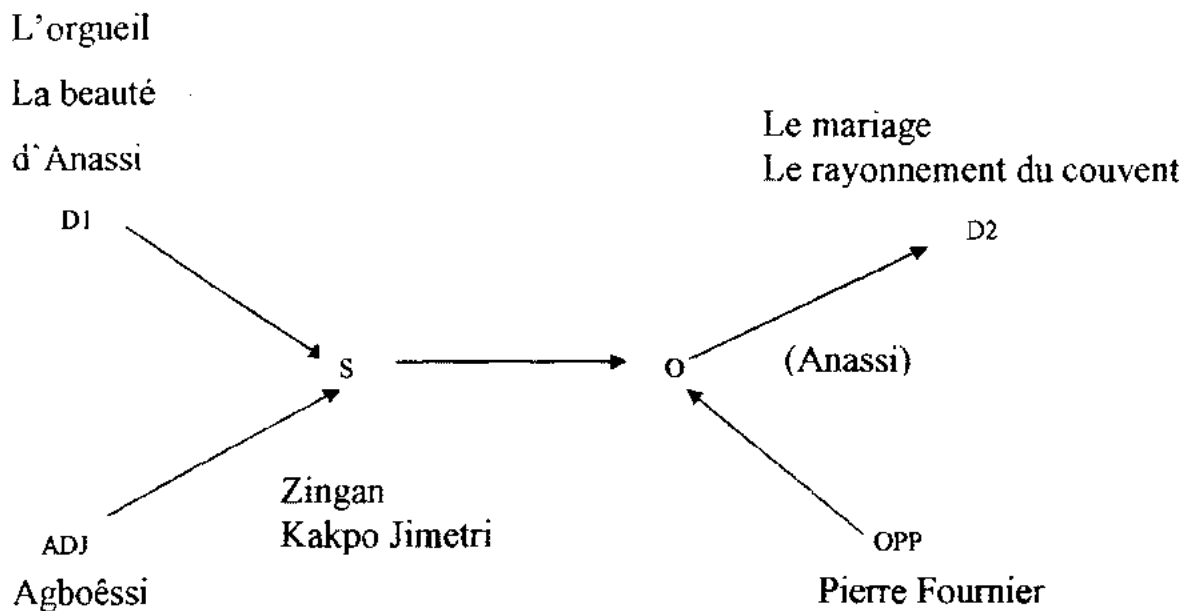 L'orgueil
La beauté
d`Anassi
D1
Le mariage
Le rayonnement du couvent
D2
S
O
(Anassi)
Zingan
Kakpo Jimetri
ADJ
Agboêssi
OPP
Pierre Fournier